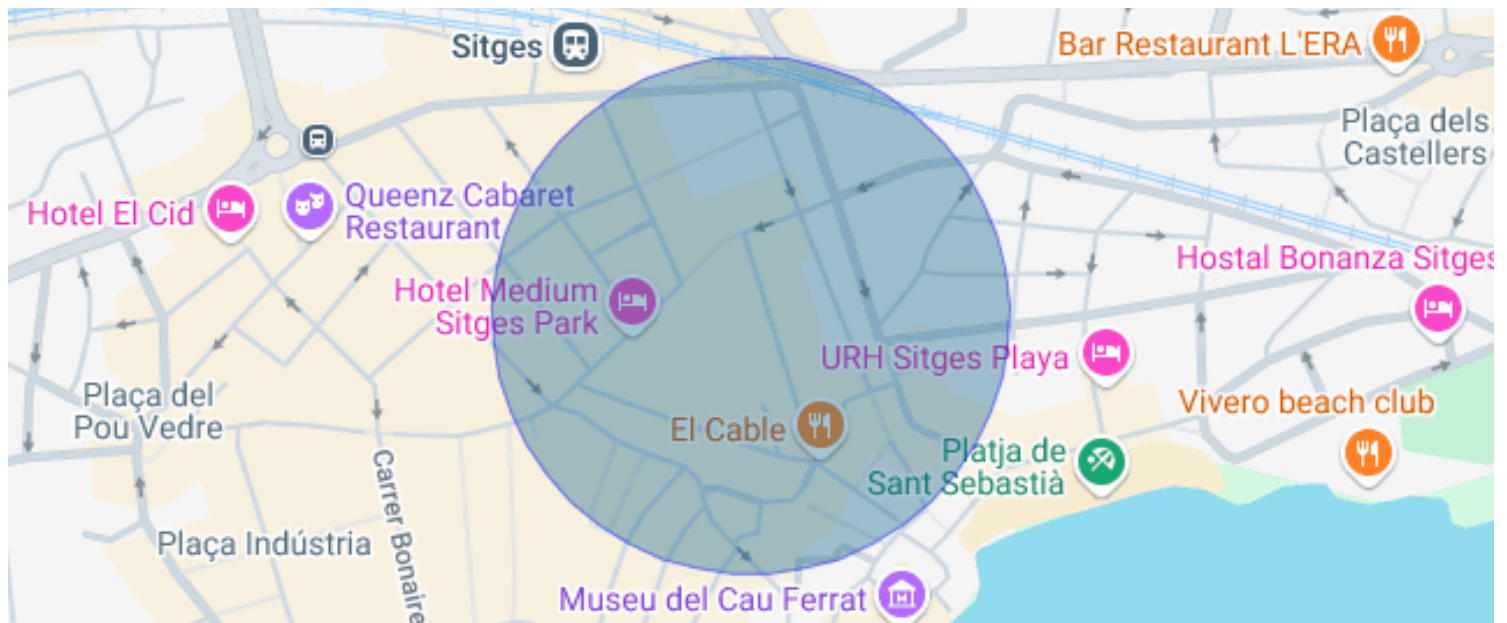 Sitges
Bar Restaurant L'ERA
Plaça dels
Castellers
Queenz Cabaret
Restaurant
Hotel El Cid
Hostal Bonanza Sitges
Hotel Medium
Sitges Park
URH Sitges Playa
Plaça del
Pou Vedre
Vivero beach club
El Cable
Platja de
Sant Sebastià
Carrer Bonaire
Plaça Indústria
Museu del Cau Ferrat